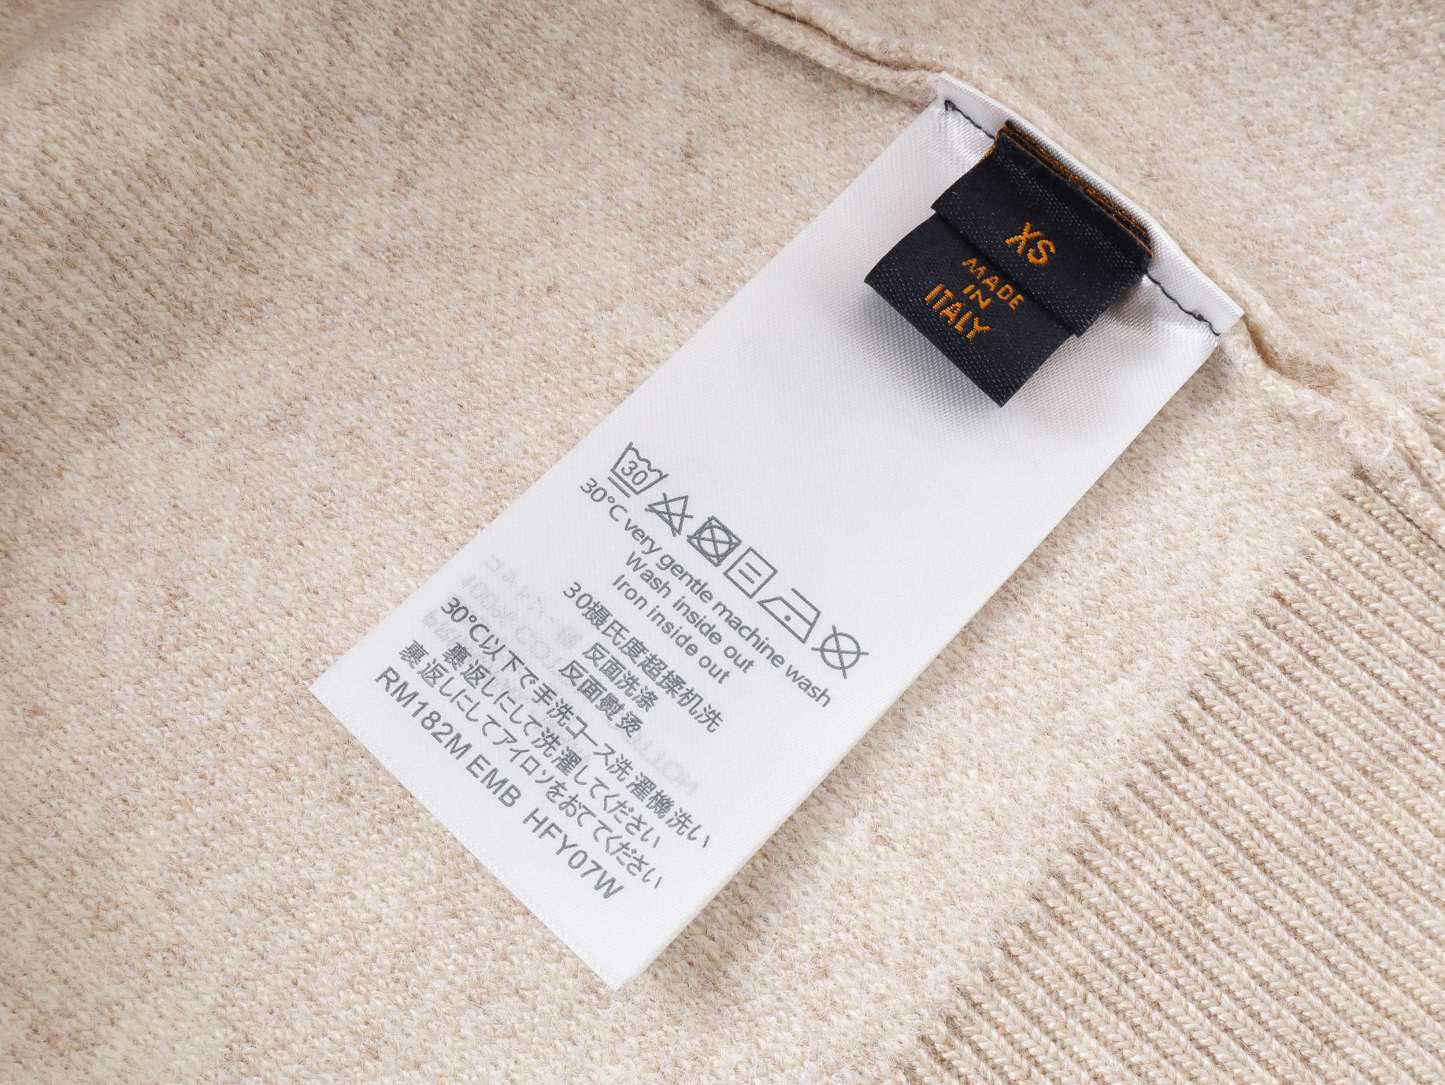 XS
MADE
IN
ITALY
30
30°C very gentle machine wash
Wash inside out
Iron inside out
30摄氏度超揉机洗
反面洗涤
反面熨烫
30℃以下で手洗コース洗濯機洗い
裏返しにして洗濯してください
裏返しにしてアイロンをおててください
RM182M EMB HFY07W